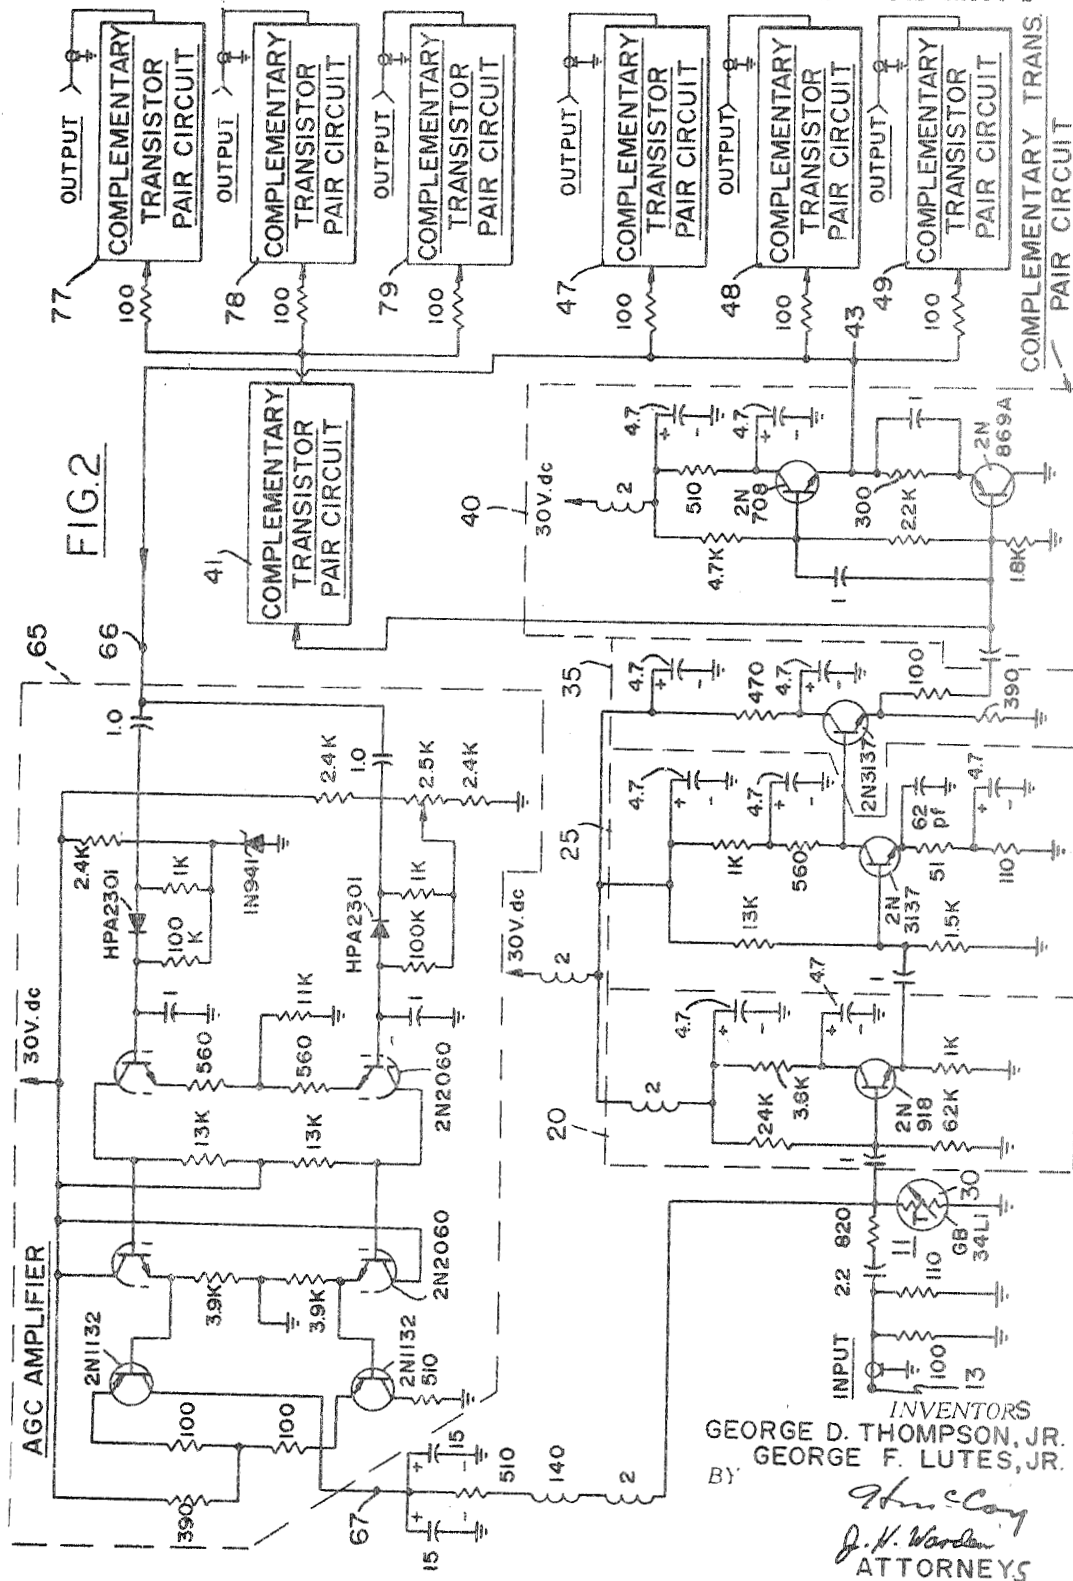 FIG.2
AGC AMPLIFIER
30V.dc
65
66
1.0
2.4K
HPA2301
1K
100
K
1N941
2.4K
1.0
2.5K
2.4K
HPA2301
1K
100K
1
1
560
560
11K
13K
13K
2N2060
2N2060
3.9K
3.9K
2N1132
2N1132
510
100
100
390
67
15
15
510
140
2
41
COMPLEMENTARY
TRANSISTOR
PAIR CIRCUIT
77
100
COMPLEMENTARY
TRANSISTOR
PAIR CIRCUIT
OUTPUT
78
100
COMPLEMENTARY
TRANSISTOR
PAIR CIRCUIT
OUTPUT
79
100
COMPLEMENTARY
TRANSISTOR
PAIR CIRCUIT
OUTPUT
47
100
COMPLEMENTARY
TRANSISTOR
PAIR CIRCUIT
OUTPUT
48
100
COMPLEMENTARY
TRANSISTOR
PAIR CIRCUIT
OUTPUT
49
100
COMPLEMENTARY
TRANSISTOR
PAIR CIRCUIT
OUTPUT
43
COMPLEMENTARY TRANS.
PAIR CIRCUIT
40
30V.dc
2
4.7
510
4.7
2N
708
4.7K
1
300
2.2K
1
2N
869A
1.8K
35
4.7
470
4.7
2N3137
100
1
390
25
30V.dc
2
4.7
1K
4.7
560
13K
2N
3137
62
pf
51
4.7
110
1.5K
1
20
2
4.7
3.6K
4.7
24K
2N
918
1K
62K
1
INPUT
13
100
110
2.2
820
11
T
30
GB
34L1
INVENTORS
GEORGE D. THOMPSON, JR.
GEORGE F. LUTES, JR.
BY
J. H. Warden
ATTORNEYS